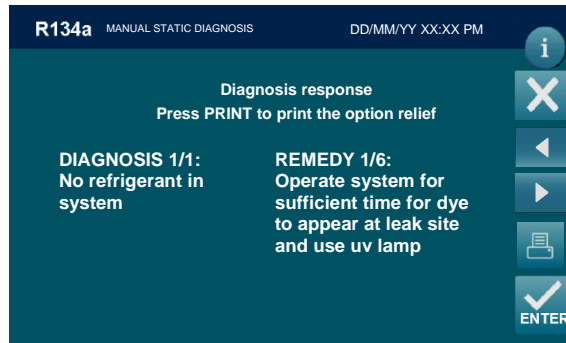 R134a MANUAL STATIC DIAGNOSIS DD/MM/YY XX:XX PM
i
Diagnosis response
Press PRINT to print the option relief
DIAGNOSIS 1/1:
No refrigerant in
system
REMEDY 1/6:
Operate system for
sufficient time for dye
to appear at leak site
and use uv lamp
ENTER